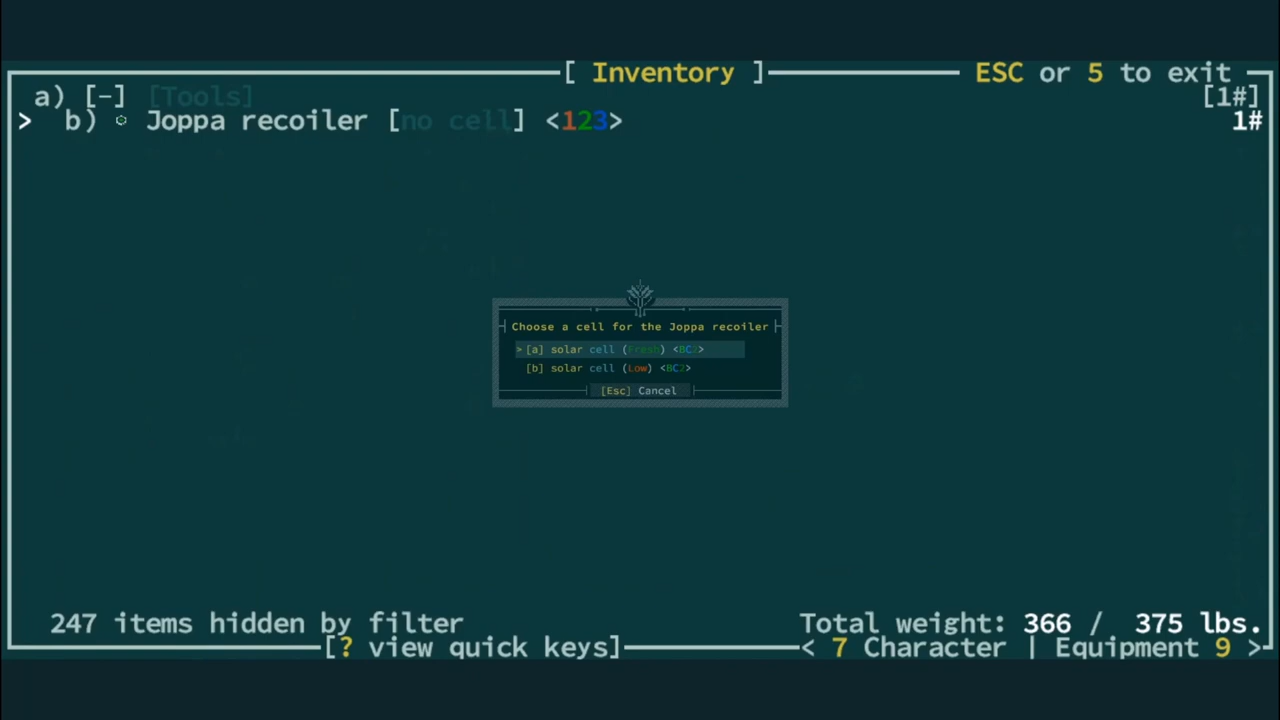 [ Inventory ] ESC or 5 to exit
a) [-] [Tools] [1#]
> b) Joppa recoiler [no cell] <123> 1#
Choose a cell for the Joppa recoiler
> [a] solar cell (Fresh) <BC2>
[b] solar cell (Low) <BC2>
[Esc] Cancel
247 items hidden by filter Total weight: 366 / 375 lbs.
[? view quick keys] < 7 Character | Equipment 9 >